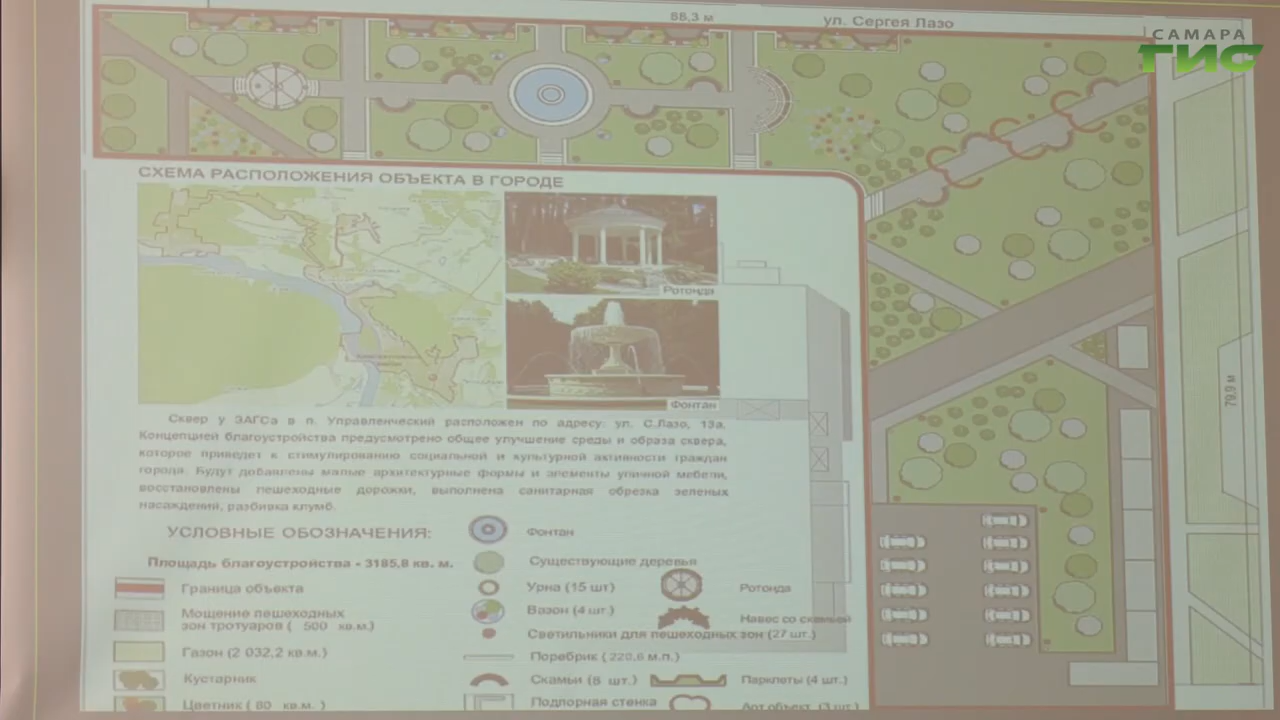 88,3 м
ул. Сергея Лазо
САМАРА
ГИС
СХЕМА РАСПОЛОЖЕНИЯ ОБЪЕКТА В ГОРОДЕ
Ротонда
Фонтан
79,9 м
Сквер у ЗАГСа в п. Управленческий расположен по адресу: ул. С.Лазо, 13а.
Концепцией благоустройства предусмотрено общее улучшение среды и образа сквера,
которое приведет к стимулированию социальной и культурной активности граждан
города. Будут добавлены малые архитектурные формы и элементы уличной мебели,
восстановлены пешеходные дорожки, выполнена санитарная обрезка зеленых
насаждений, разбивка клумб.
УСЛОВНЫЕ ОБОЗНАЧЕНИЯ:
Площадь благоустройства - 3185,8 кв. м.
Граница объекта
Мощение пешеходных
зон тротуаров ( 500 кв.м.)
Газон (2 032,2 кв.м.)
Кустарник
Цветник ( 80 кв.м. )
Фонтан
Существующие деревья
Урна (15 шт)
Ротонда
Вазон (4 шт.)
Навес со скамьей
Светильники для пешеходных зон (27 шт.)
Поребрик ( 220,6 м.п.)
Скамьи (8 шт.)
Парклеты (4 шт.)
Подпорная стенка
Арт объект (3 шт.)